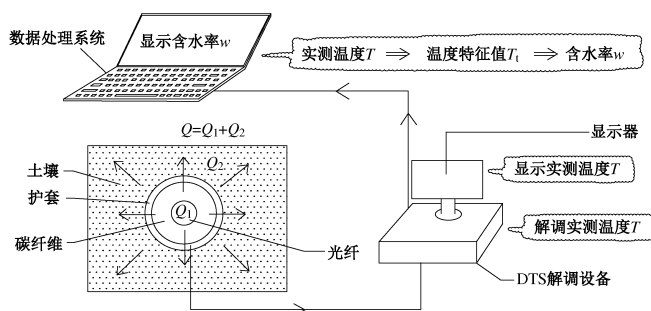 数据处理系统
显示含水率w
实测温度T ⇒ 温度特征值Tt ⇒ 含水率w
Q=Q1+Q2
显示器
土壤
Q2
显示实测温度T
护套
Q1
解调实测温度T
碳纤维
光纤
DTS解调设备